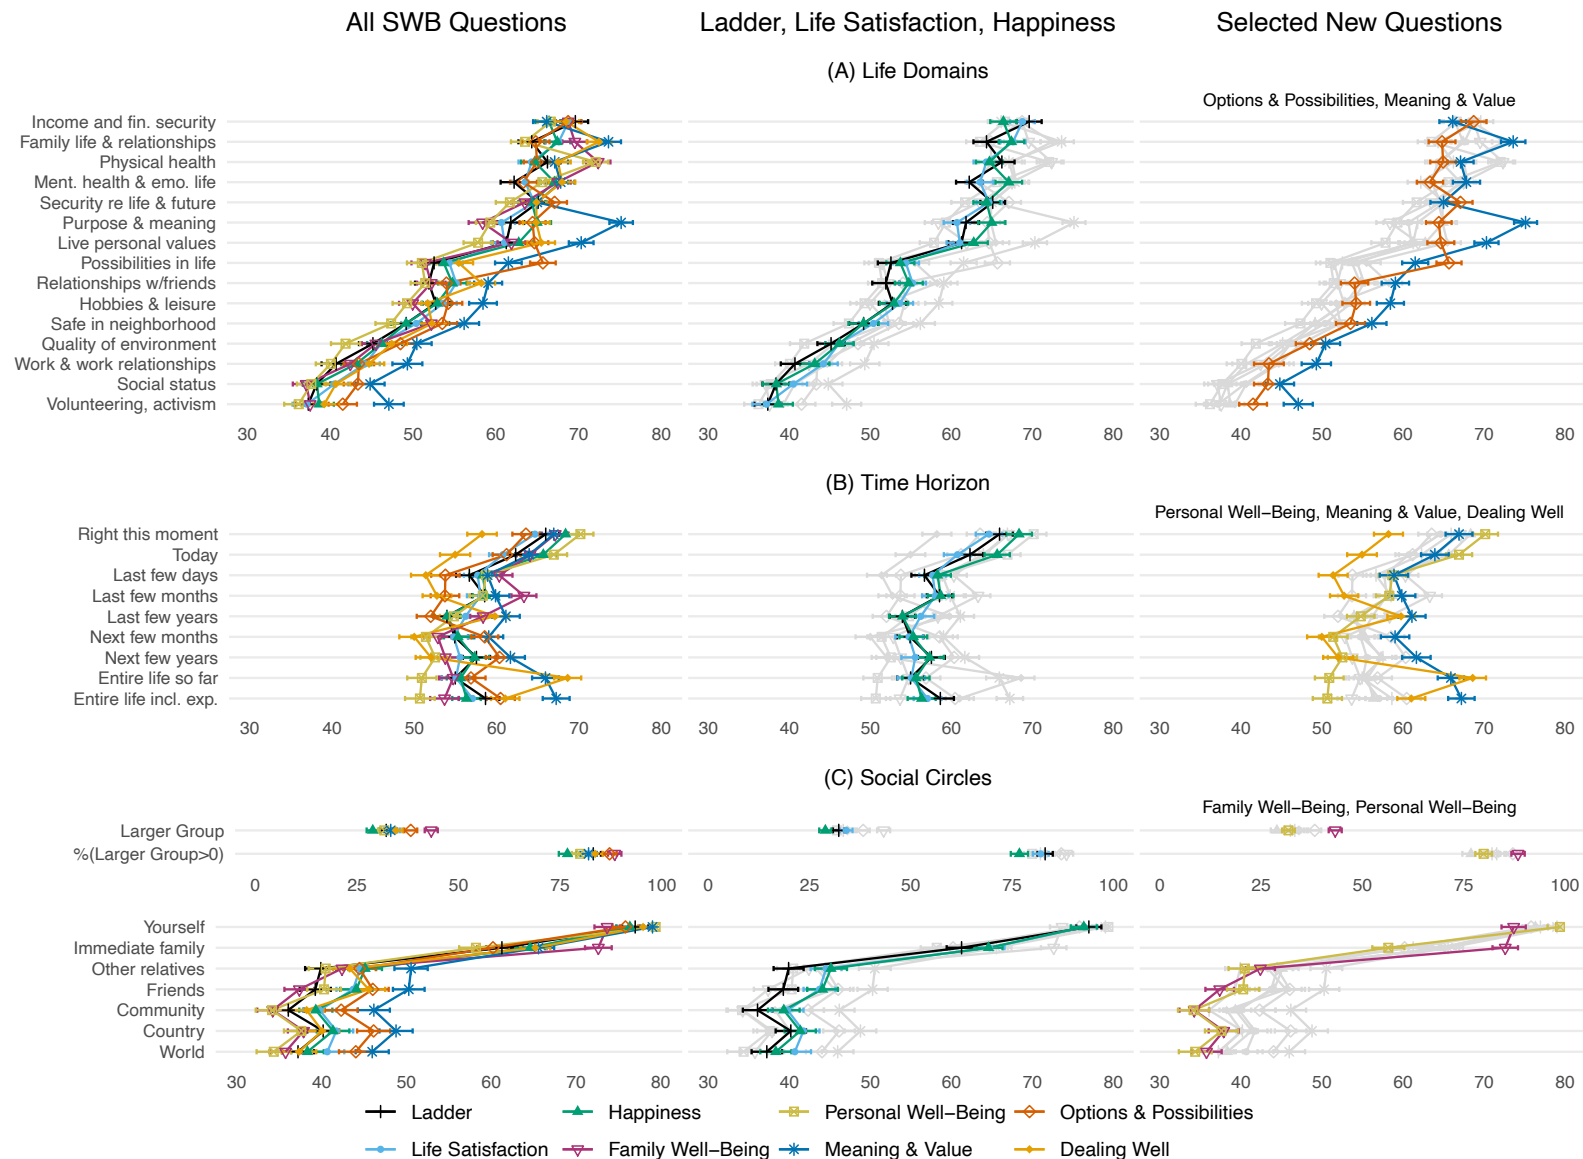 All SWB Questions
Ladder, Life Satisfaction, Happiness
Selected New Questions
(A) Life Domains
Options & Possibilities, Meaning & Value
Income and fin. security
Family life & relationships
Physical health
Ment. health & emo. life
Security re life & future
Purpose & meaning
Live personal values
Possibilities in life
Relationships w/friends
Hobbies & leisure
Safe in neighborhood
Quality of environment
Work & work relationships
Social status
Volunteering, activism
30 40 50 60 70 80 30 40 50 60 70 80 30 40 50 60 70 80
(B) Time Horizon
Personal Well-Being, Meaning & Value, Dealing Well
Right this moment
Today
Last few days
Last few months
Last few years
Next few months
Next few years
Entire life so far
Entire life incl. exp.
30 40 50 60 70 80 30 40 50 60 70 80 30 40 50 60 70 80
(C) Social Circles
Family Well-Being, Personal Well-Being
Larger Group
%(Larger Group>0)
0 25 50 75 100 0 25 50 75 100 0 25 50 75 100
Yourself
Immediate family
Other relatives
Friends
Community
Country
World
30 40 50 60 70 80 30 40 50 60 70 80 30 40 50 60 70 80
Ladder Happiness Personal Well-Being Options & Possibilities
Life Satisfaction Family Well-Being Meaning & Value Dealing Well